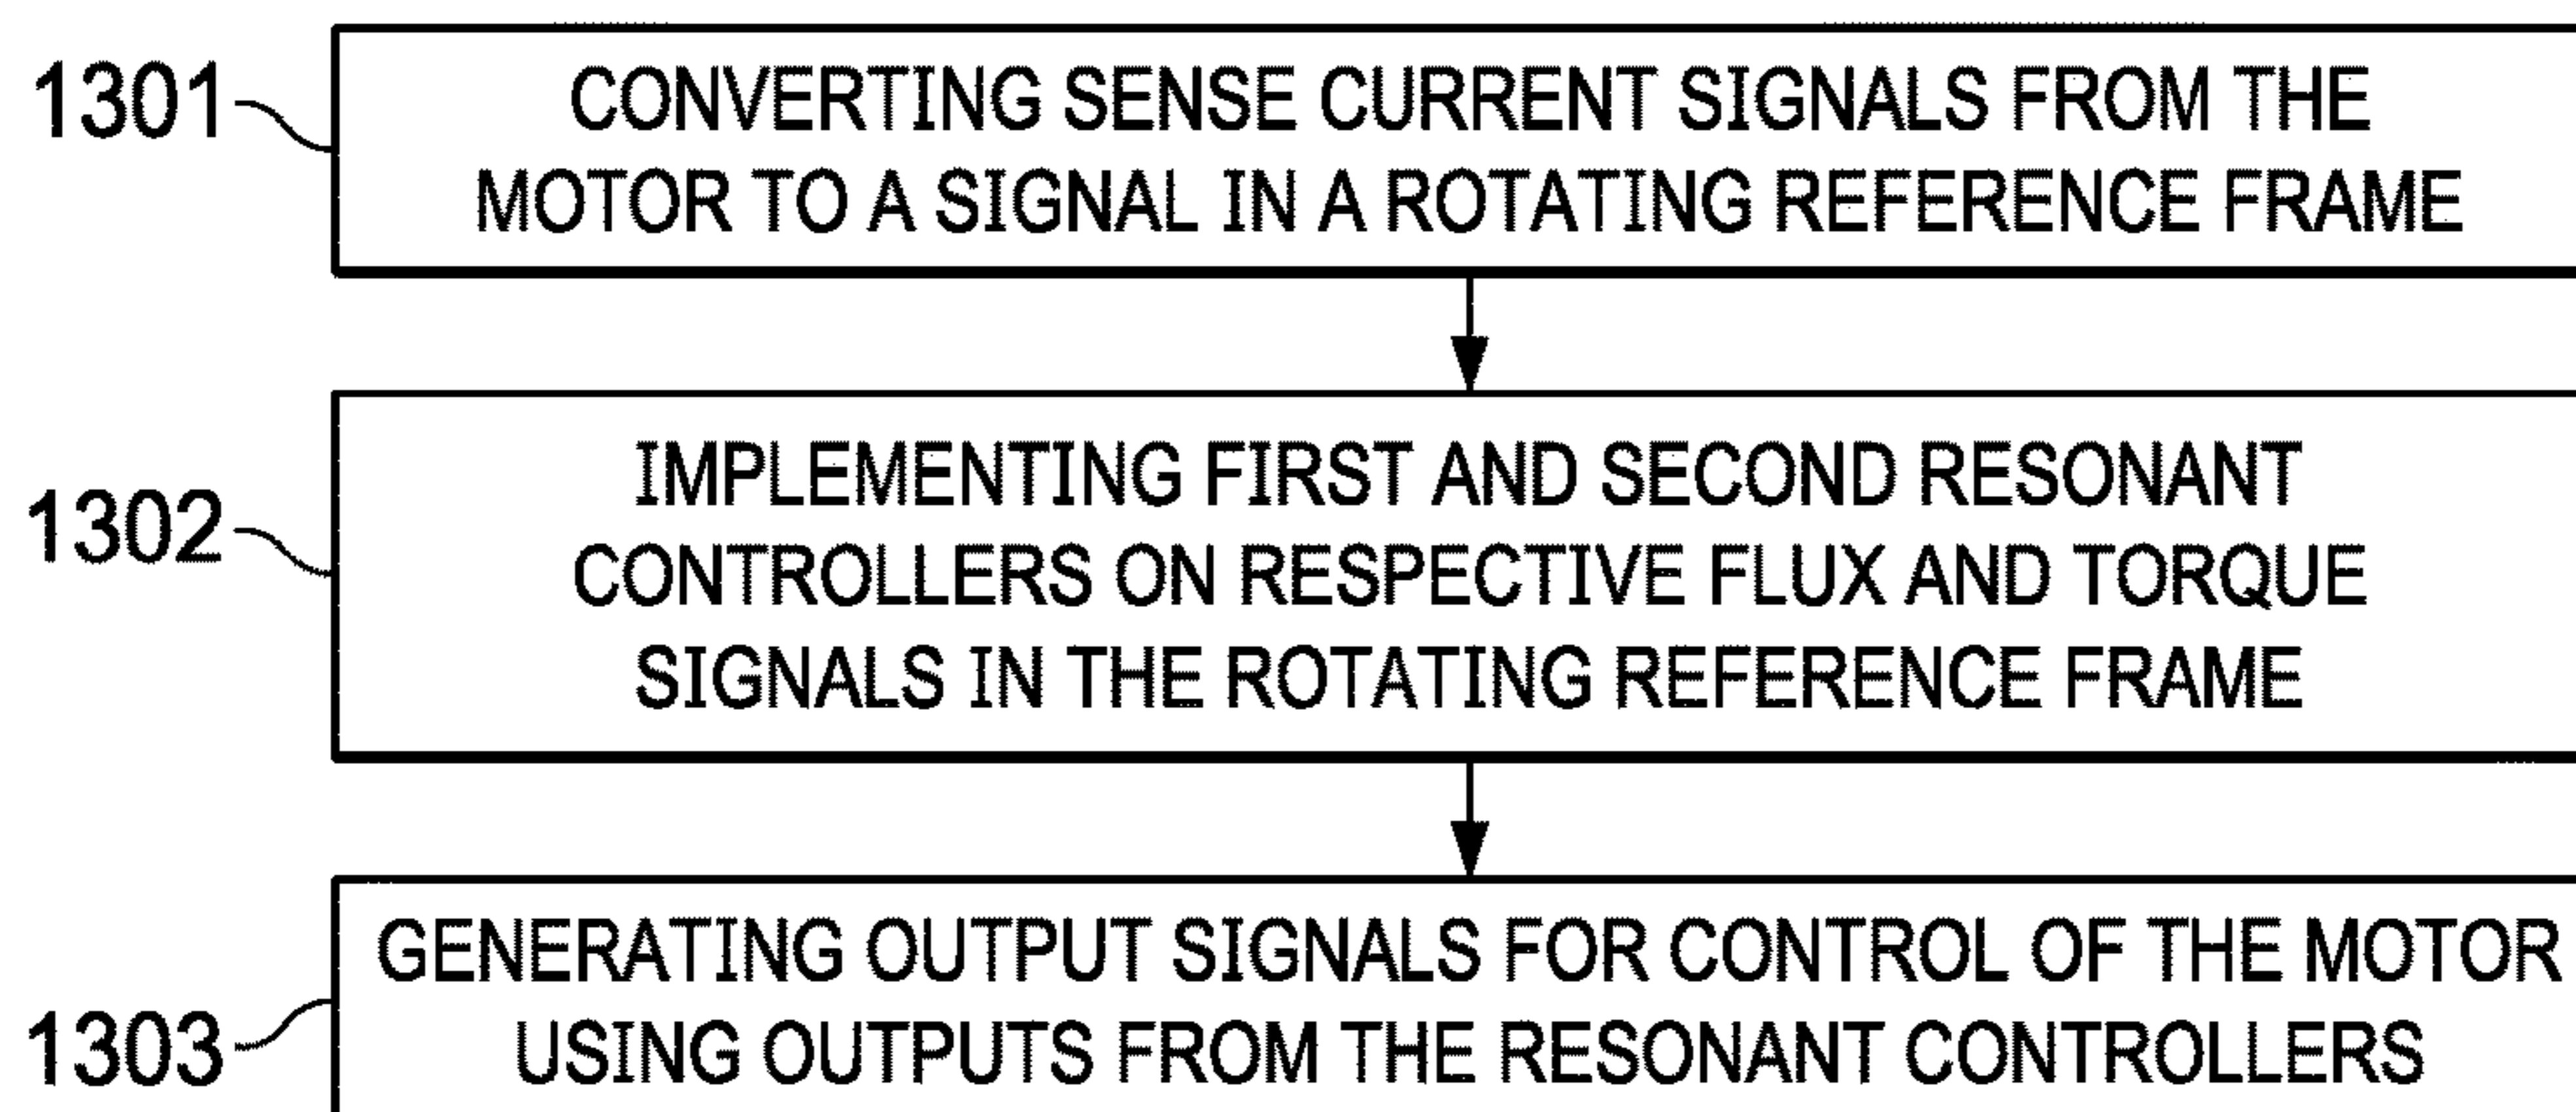 1301
CONVERTING SENSE CURRENT SIGNALS FROM THE
MOTOR TO A SIGNAL IN A ROTATING REFERENCE FRAME
1302
IMPLEMENTING FIRST AND SECOND RESONANT
CONTROLLERS ON RESPECTIVE FLUX AND TORQUE
SIGNALS IN THE ROTATING REFERENCE FRAME
1303
GENERATING OUTPUT SIGNALS FOR CONTROL OF THE MOTOR
USING OUTPUTS FROM THE RESONANT CONTROLLERS